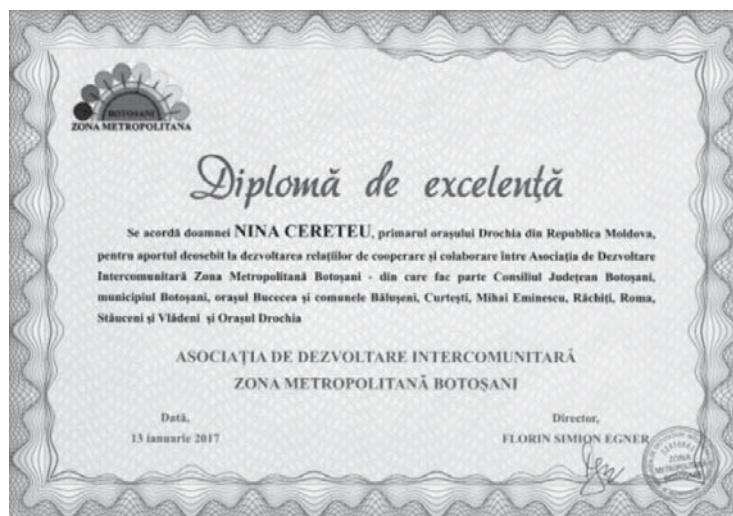 BOTOȘANI
ZONA METROPOLITANA
Diplomă de excelență
Se acordă doamnei NINA CERETEU, primarul orașului Drochia din Republica Moldova,
pentru aportul deosebit la dezvoltarea relațiilor de cooperare și colaborare între Asociația de Dezvoltare
Intercomunitară Zona Metropolitană Botoșani - din care fac parte Consiliul Județean Botoșani,
municipiul Botoșani, orașul Bucecea și comunele Bălușeni, Curtești, Mihai Eminescu, Răchiți, Roma,
Stăuceni și Vlădeni și Orașul Drochia
ASOCIAȚIA DE DEZVOLTARE INTERCOMUNITARĂ
ZONA METROPOLITANĂ BOTOȘANI
Dată,
13 ianuarie 2017
Director,
FLORIN SIMION EGNER
ZONA
METROPOLITANA
BOTOSANI